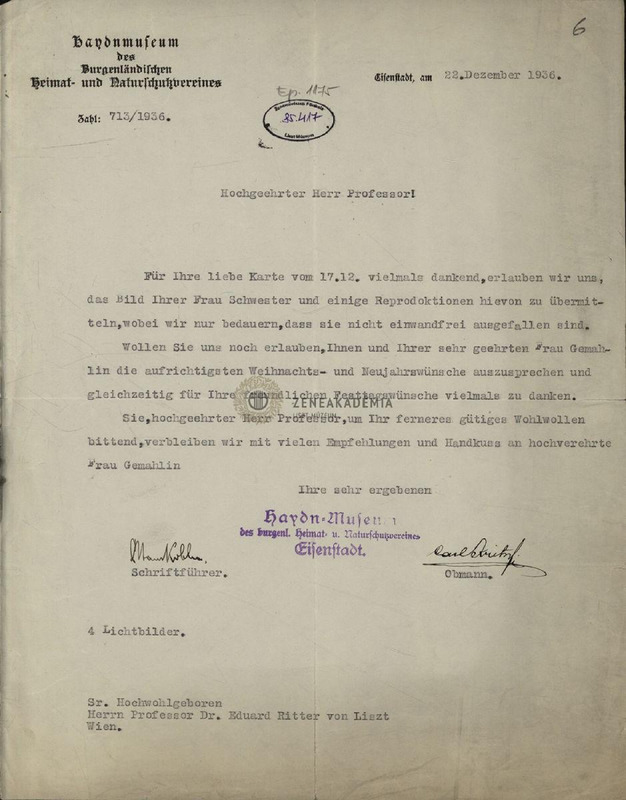 6
Haydnmuseum
des
Burgenländischen
Heimat- und Naturschutzvereines
Eisenstadt, am 22.Dezember 1936.
Ep. 1175
Zahl: 713/1936.
85.417
Hochgeehrter Herr Professor!
Für Ihre liebe Karte vom 17.12. vielmals dankend,erlauben wir uns,
das Bild Ihrer Frau Schwester und einige Reprodoktionen hievon zu übermit-
teln,wobei wir nur bedauern,dass sie nicht einwandfrei ausgefallen sind.
Wollen Sie uns noch erlauben,Ihnen und Ihrer sehr geehrten Frau Gemah-
lin die aufrichtigsten Weihnachts- und Neujahrswünsche auszusprechen und
gleichzeitig für Ihre freundlichen Festtagswünsche vielmals zu danken.
ZENEAKADEMIA
Sie,hochgeehrter Herr Professor,um Ihr ferneres gütiges Wohlwollen
bittend,verbleiben wir mit vielen Empfehlungen und Handkuss an hochverehrte
Frau Gemahlin
Ihre sehr ergebenen
Haydn-Museum
des burgenl. Heimat- u. Naturschutzvereines
Eisenstadt.
Schriftführer.
Obmann.
4 Lichtbilder.
Sr. Hochwohlgeboren
Herrn Professor Dr. Eduard Ritter von Liszt
Wien.